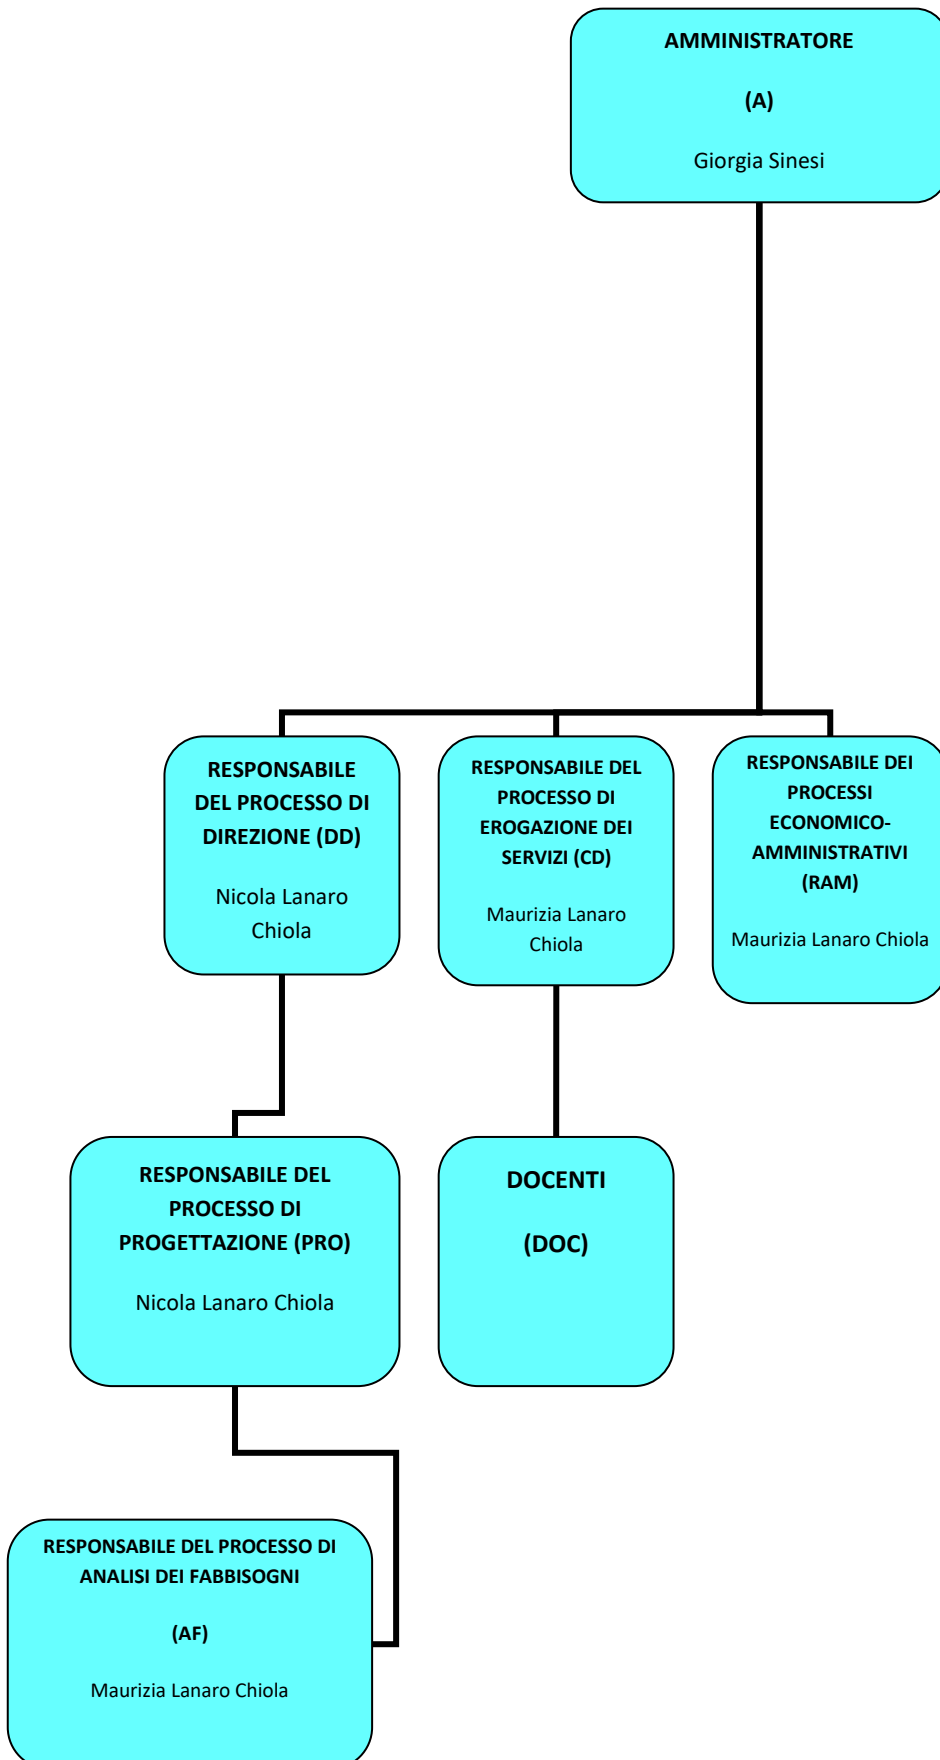 AMMINISTRATORE
(A)
Giorgia Sinesi
RESPONSABILE
DEL PROCESSO DI
DIREZIONE (DD)
Nicola Lanaro
Chiola
RESPONSABILE DEL
PROCESSO DI
EROGAZIONE DEI
SERVIZI (CD)
Maurizia Lanaro
Chiola
RESPONSABILE DEI
PROCESSI
ECONOMICO-
AMMINISTRATIVI
(RAM)
Maurizia Lanaro Chiola
RESPONSABILE DEL
PROCESSO DI
PROGETTAZIONE (PRO)
Nicola Lanaro Chiola
DOCENTI
(DOC)
RESPONSABILE DEL PROCESSO DI
ANALISI DEI FABBISOGNI
(AF)
Maurizia Lanaro Chiola